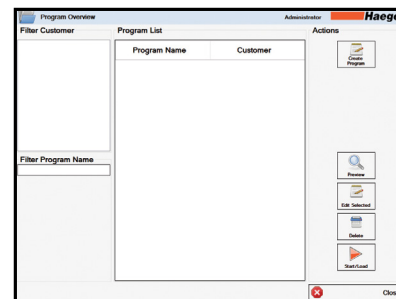 Program Overview
Administrator
Haege
Filter Customer
Program List
Actions
Program Name
Customer
Create
Program
Filter Program Name
Preview
Edit Selected
Delete
Start/Load
Clos